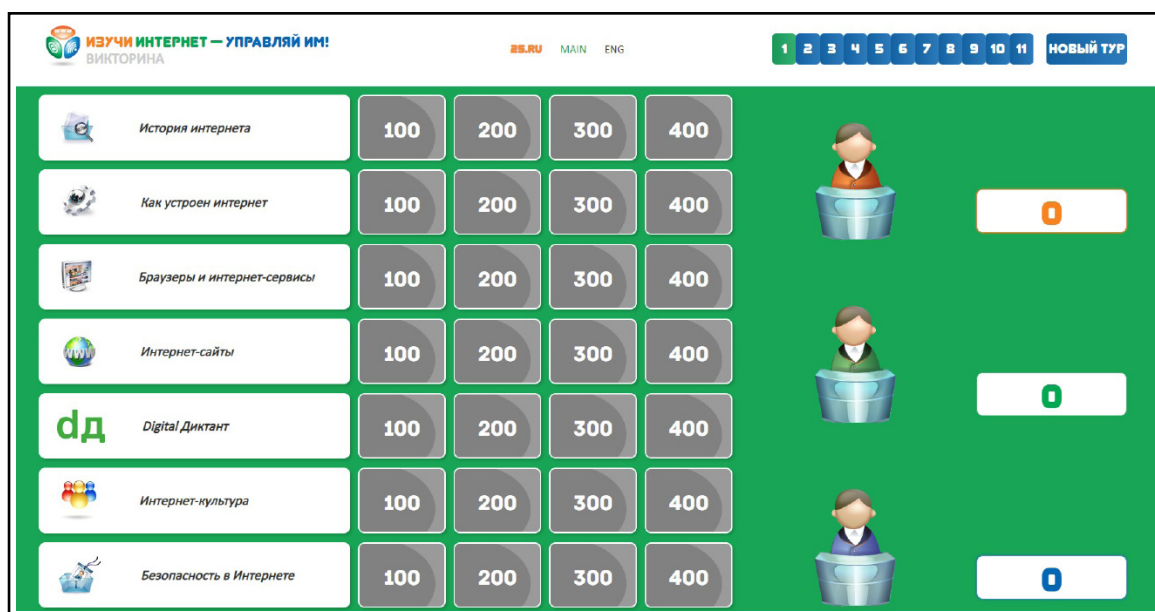 ИЗУЧИ ИНТЕРНЕТ — УПРАВЛЯЙ ИМ!
ВИКТОРИНА
25.RU MAIN ENG
1 2 3 4 5 6 7 8 9 10 11 НОВЫЙ ТУР
История интернета 100 200 300 400
Как устроен интернет 100 200 300 400
0
Браузеры и интернет-сервисы 100 200 300 400
www Интернет-сайты 100 200 300 400
0
dд Digital Диктант 100 200 300 400
Интернет-культура 100 200 300 400
Безопасность в Интернете 100 200 300 400
0